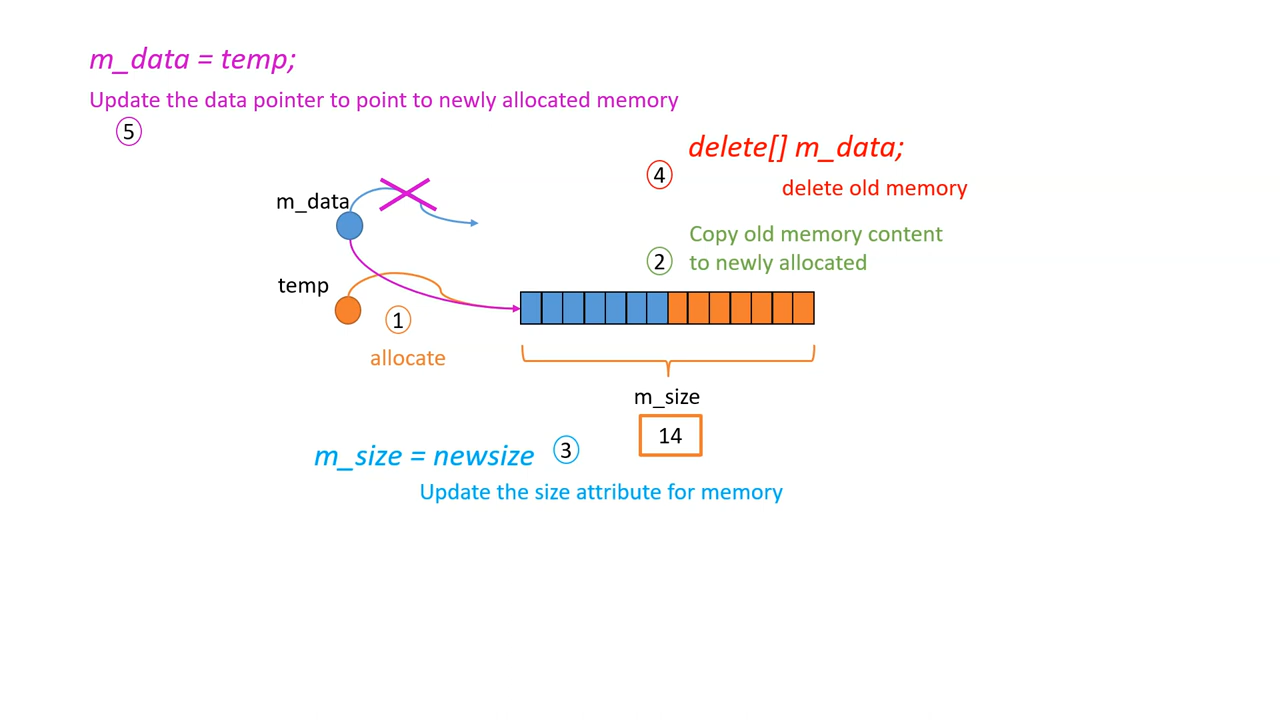 m_data = temp;
Update the data pointer to point to newly allocated memory
5
delete[] m_data;
4
delete old memory
m_data
Copy old memory content
2
to newly allocated
temp
1
allocate
m_size
14
m_size = newsize
3
Update the size attribute for memory